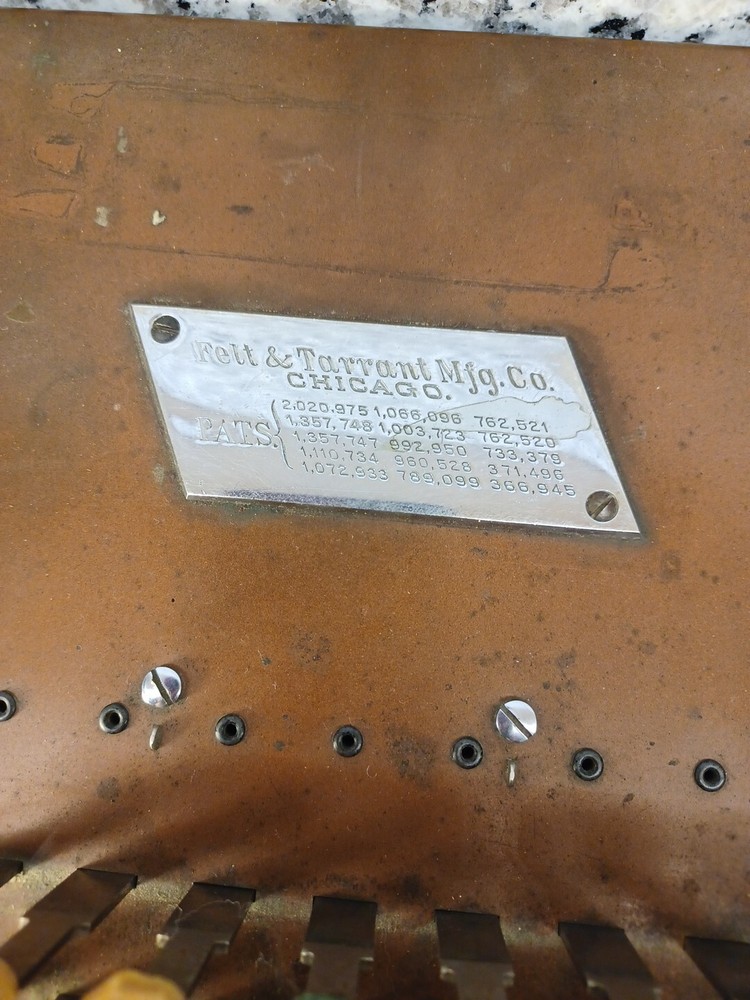 Felt & Tarrant Mfg. Co.
CHICAGO.
2,020,975 1,066,096 762,521
1,357,748 1,003,723 762,520
PATS. 1,357,747 992,950 733,379
1,110,734 960,528 371,496
1,072,933 789,099 366,945